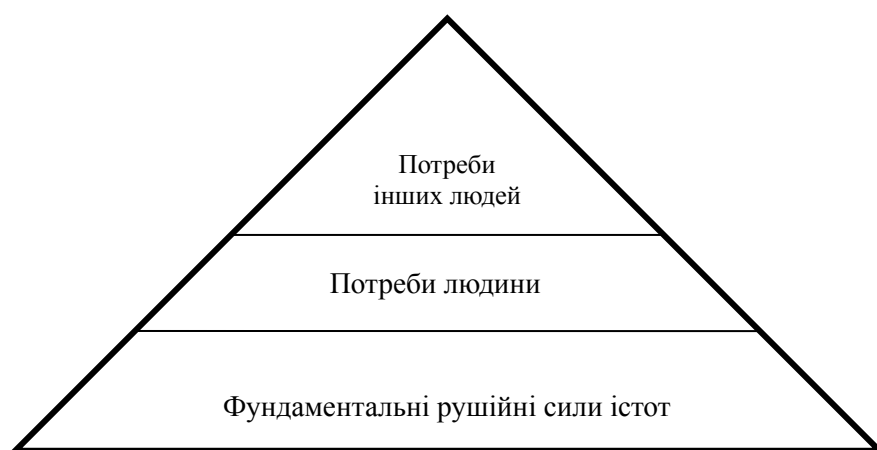 Потреби
інших людей
Потреби людини
Фундаментальні рушійні сили істот